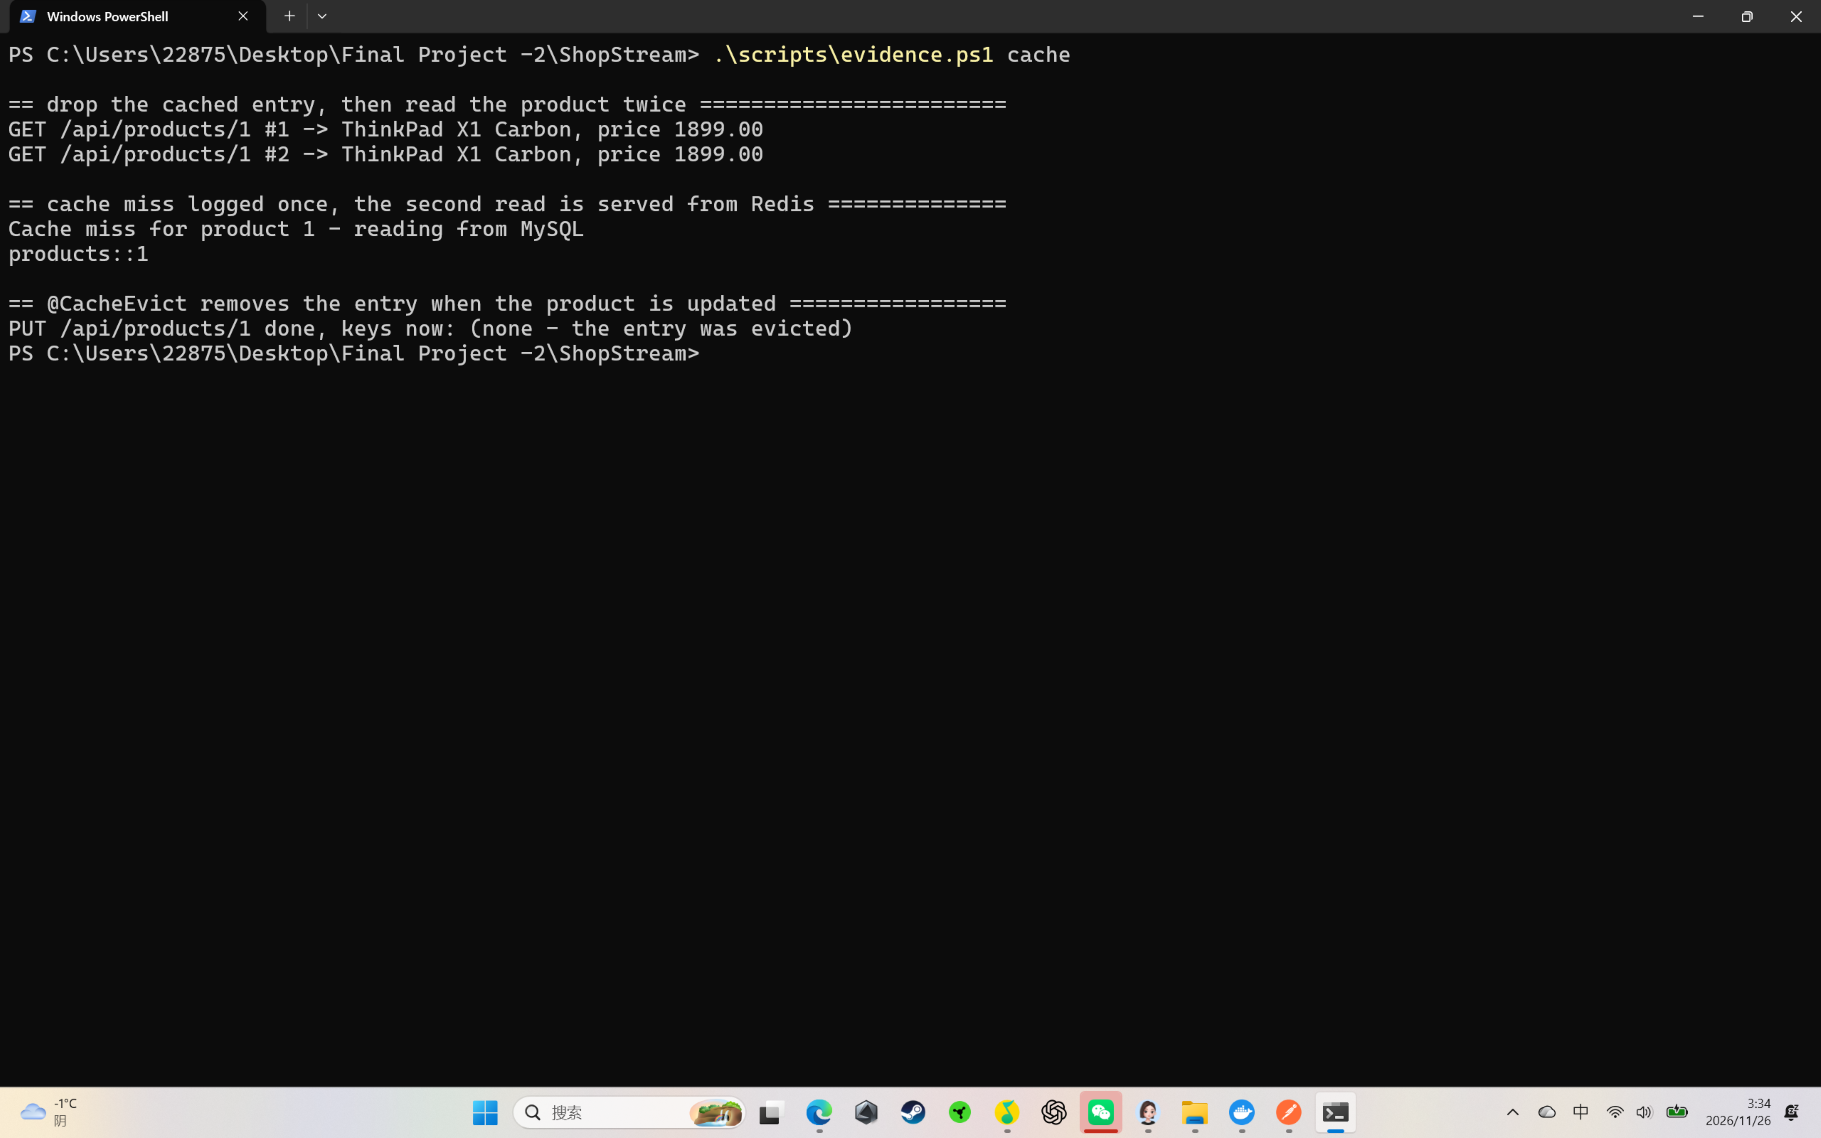 Windows PowerShell
PS C:\Users\22875\Desktop\Final Project -2\ShopStream> .\scripts\evidence.ps1 cache
== drop the cached entry, then read the product twice ========================
GET /api/products/1 #1 -> ThinkPad X1 Carbon, price 1899.00
GET /api/products/1 #2 -> ThinkPad X1 Carbon, price 1899.00
== cache miss logged once, the second read is served from Redis ==============
Cache miss for product 1 - reading from MySQL
products::1
== @CacheEvict removes the entry when the product is updated =================
PUT /api/products/1 done, keys now: (none - the entry was evicted)
PS C:\Users\22875\Desktop\Final Project -2\ShopStream>
-1°C
阴
搜索
中
3:34
2026/11/26